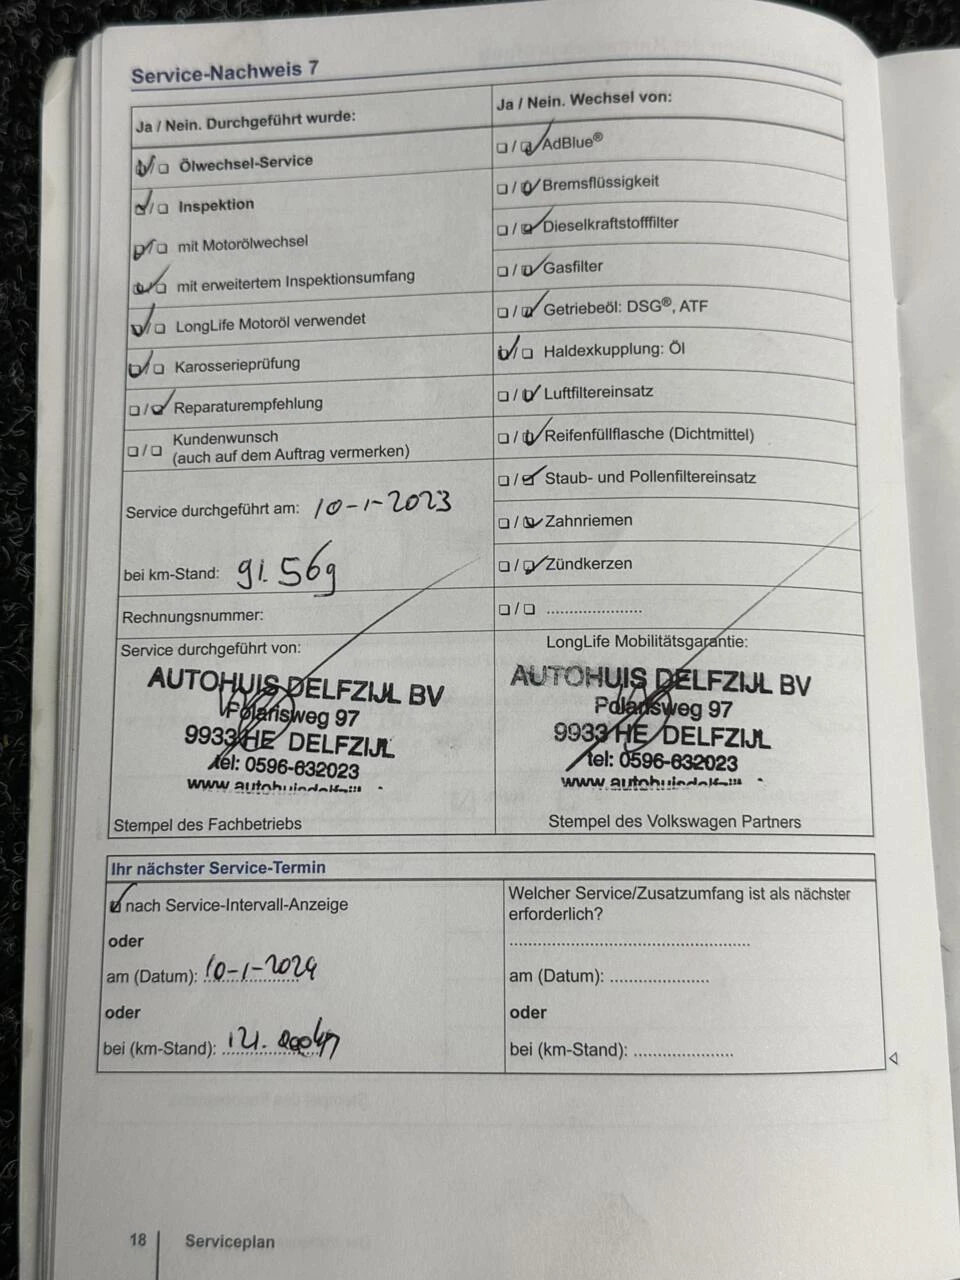 Service-Nachweis 7
Ja / Nein. Durchgeführt wurde:
Ölwechsel-Service
Inspektion
mit Motorölwechsel
mit erweitertem Inspektionsumfang
LongLife Motoröl verwendet
Karosserieprüfung
Reparaturempfehlung
Kundenwunsch
(auch auf dem Auftrag vermerken)
Service durchgeführt am: 10-1-2023
bei km-Stand: 91.569
Rechnungsnummer:
Service durchgeführt von:
AUTOHUIS DELFZIJL BV
Polarisweg 97
9933 HE DELFZIJL
tel: 0596-632023
Stempel des Fachbetriebs
Ja / Nein. Wechsel von:
AdBlue®
Bremsflüssigkeit
Dieselkraftstofffilter
Gasfilter
Getriebeöl: DSG®, ATF
Haldexkupplung: Öl
Luftfiltereinsatz
Reifenfüllflasche (Dichtmittel)
Staub- und Pollenfiltereinsatz
Zahnriemen
Zündkerzen
LongLife Mobilitätsgarantie:
AUTOHUIS DELFZIJL BV
Polarisweg 97
9933 HE DELFZIJL
tel: 0596-632023
Stempel des Volkswagen Partners
Ihr nächster Service-Termin
nach Service-Intervall-Anzeige
oder
am (Datum): 10-1-2024
oder
bei (km-Stand): 121.
Welcher Service/Zusatzumfang ist als nächster
erforderlich?
am (Datum):
oder
bei (km-Stand):
18 Serviceplan